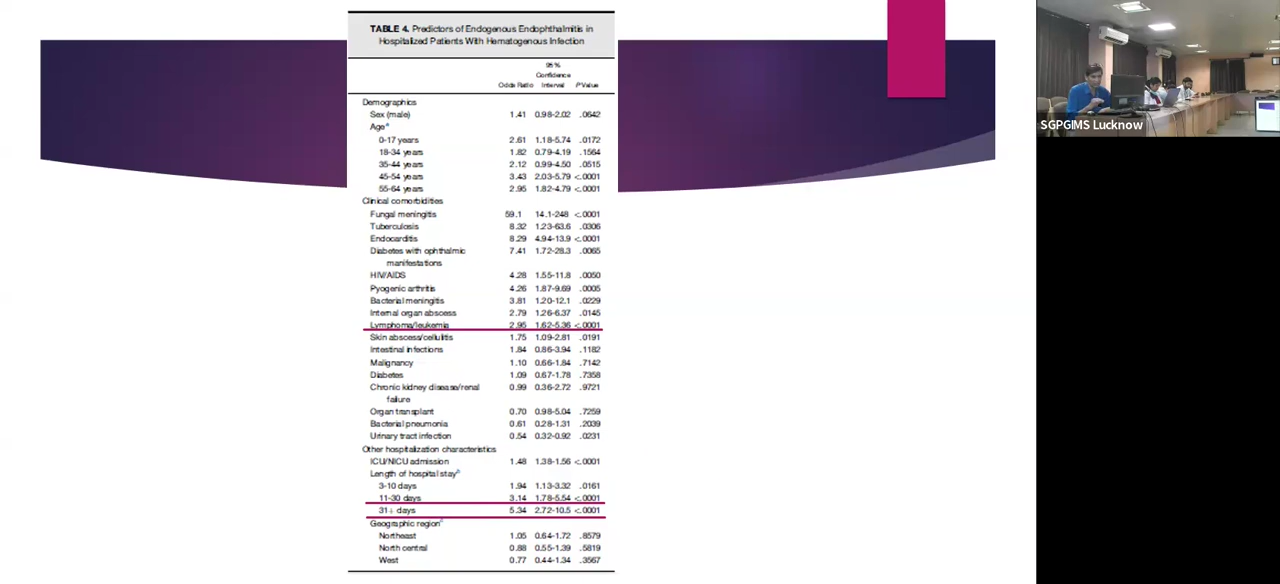 TABLE 4. Predictors of Endogenous Endophthalmitis in
Hospitalized Patients With Hematogenous Infection
95%
Confidence
Odds Ratio Interval P Value
Demographics
Sex (male) 1.41 0.98-2.02 .0642
Age a
0-17 years 2.61 1.18-5.74 .0172
18-34 years 1.82 0.79-4.19 .1564
35-44 years 2.12 0.99-4.50 .0515
45-54 years 3.43 2.03-5.79 <.0001
55-64 years 2.95 1.82-4.79 <.0001
Clinical comorbidities
Fungal meningitis 59.1 14.1-248 <.0001
Tuberculosis 8.32 1.23-63.6 .0306
Endocarditis 8.29 4.94-13.9 <.0001
Diabetes with ophthalmic 7.41 1.72-28.3 .0065
manifestations
HIV/AIDS 4.28 1.55-11.8 .0050
Pyogenic arthritis 4.26 1.87-9.69 .0005
Bacterial meningitis 3.81 1.20-12.1 .0229
Internal organ abscess 2.79 1.26-6.37 .0145
Lymphoma/leukemia 2.95 1.62-5.36 <.0001
Skin abscess/cellulitis 1.75 1.09-2.81 .0191
Intestinal infections 1.84 0.86-3.94 .1182
Malignancy 1.10 0.66-1.84 .7142
Diabetes 1.09 0.67-1.78 .7358
Chronic kidney disease/renal 0.99 0.36-2.72 .9721
failure
Organ transplant 0.70 0.98-5.04 .7259
Bacterial pneumonia 0.61 0.28-1.31 .2039
Urinary tract infection 0.54 0.32-0.92 .0231
Other hospitalization characteristics
ICU/NICU admission 1.48 1.38-1.56 <.0001
Length of hospital stay b
3-10 days 1.94 1.13-3.32 .0161
11-30 days 3.14 1.78-5.54 <.0001
31+ days 5.34 2.72-10.5 <.0001
Geographic region c
Northeast 1.05 0.64-1.72 .8579
North central 0.88 0.55-1.39 .5819
West 0.77 0.44-1.34 .3567
SGPGIMS Lucknow